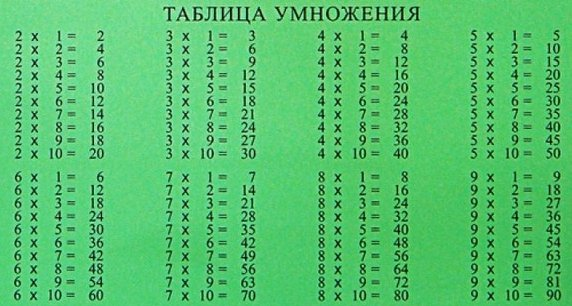 ТАБЛИЦА УМНОЖЕНИЯ
2 x 1 = 2 3 x 1 = 3 4 x 1 = 4 5 x 1 = 5
2 x 2 = 4 3 x 2 = 6 4 x 2 = 8 5 x 2 = 10
2 x 3 = 6 3 x 3 = 9 4 x 3 = 12 5 x 3 = 15
2 x 4 = 8 3 x 4 = 12 4 x 4 = 16 5 x 4 = 20
2 x 5 = 10 3 x 5 = 15 4 x 5 = 20 5 x 5 = 25
2 x 6 = 12 3 x 6 = 18 4 x 6 = 24 5 x 6 = 30
2 x 7 = 14 3 x 7 = 21 4 x 7 = 28 5 x 7 = 35
2 x 8 = 16 3 x 8 = 24 4 x 8 = 32 5 x 8 = 40
2 x 9 = 18 3 x 9 = 27 4 x 9 = 36 5 x 9 = 45
2 x 10 = 20 3 x 10 = 30 4 x 10 = 40 5 x 10 = 50
6 x 1 = 6 7 x 1 = 7 8 x 1 = 8 9 x 1 = 9
6 x 2 = 12 7 x 2 = 14 8 x 2 = 16 9 x 2 = 18
6 x 3 = 18 7 x 3 = 21 8 x 3 = 24 9 x 3 = 27
6 x 4 = 24 7 x 4 = 28 8 x 4 = 32 9 x 4 = 36
6 x 5 = 30 7 x 5 = 35 8 x 5 = 40 9 x 5 = 45
6 x 6 = 36 7 x 6 = 42 8 x 6 = 48 9 x 6 = 54
6 x 7 = 42 7 x 7 = 49 8 x 7 = 56 9 x 7 = 63
6 x 8 = 48 7 x 8 = 56 8 x 8 = 64 9 x 8 = 72
6 x 9 = 54 7 x 9 = 63 8 x 9 = 72 9 x 9 = 81
6 x 10 = 60 7 x 10 = 70 8 x 10 = 80 9 x 10 = 90